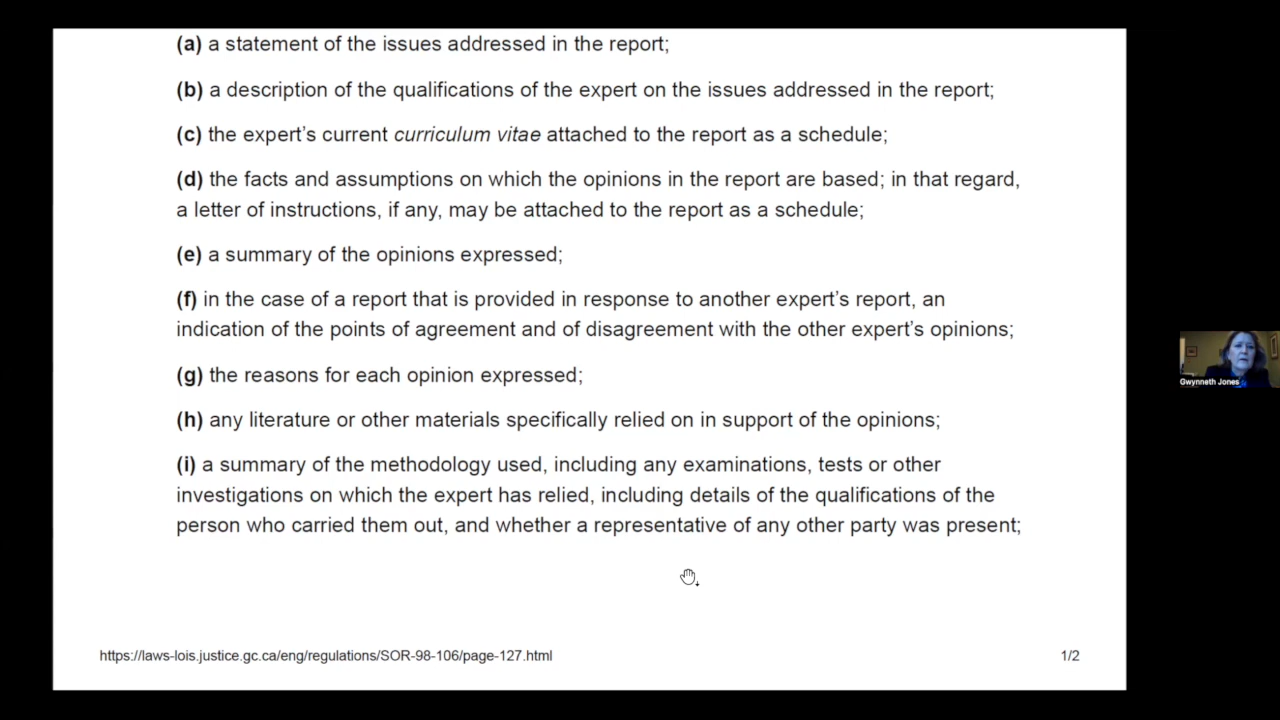 (a) a statement of the issues addressed in the report;
(b) a description of the qualifications of the expert on the issues addressed in the report;
(c) the expert’s current curriculum vitae attached to the report as a schedule;
(d) the facts and assumptions on which the opinions in the report are based; in that regard,
a letter of instructions, if any, may be attached to the report as a schedule;
(e) a summary of the opinions expressed;
(f) in the case of a report that is provided in response to another expert’s report, an
indication of the points of agreement and of disagreement with the other expert’s opinions;
(g) the reasons for each opinion expressed;
(h) any literature or other materials specifically relied on in support of the opinions;
(i) a summary of the methodology used, including any examinations, tests or other
investigations on which the expert has relied, including details of the qualifications of the
person who carried them out, and whether a representative of any other party was present;
Gwynneth Jones
https://laws-lois.justice.gc.ca/eng/regulations/SOR-98-106/page-127.html 1/2